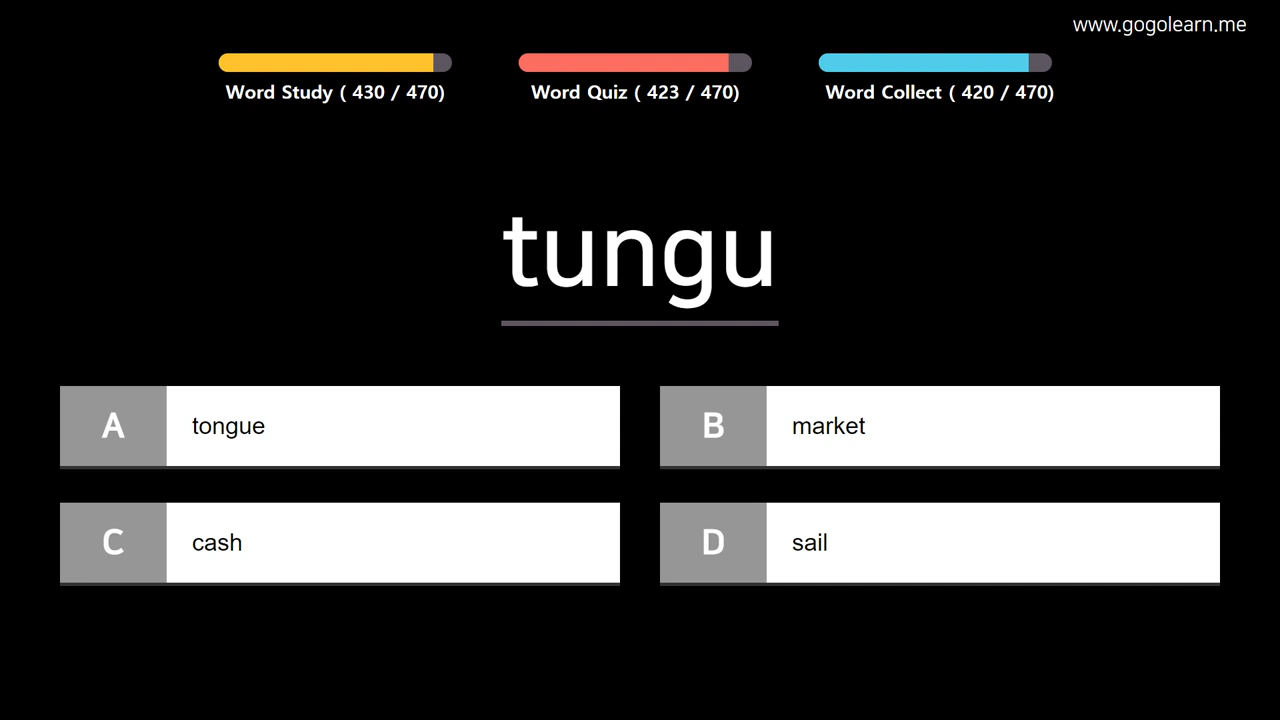 www.gogolearn.me
Word Study ( 430 / 470)
Word Quiz ( 423 / 470)
Word Collect ( 420 / 470)
tungu
A tongue
B market
C cash
D sail